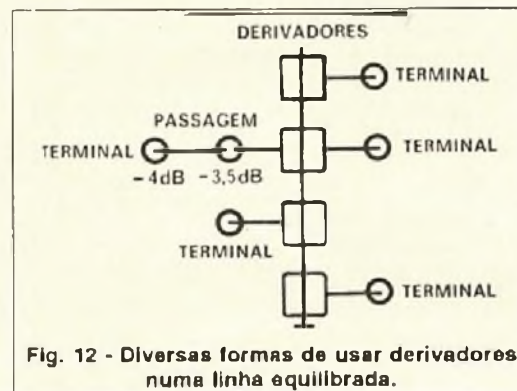 DERIVADORES
TERMINAL
PASSAGEM
TERMINAL
TERMINAL
-4dB -3,5dB
TERMINAL
TERMINAL
Fig. 12 - Diversas formas de usar derivadores
numa linha equilibrada.